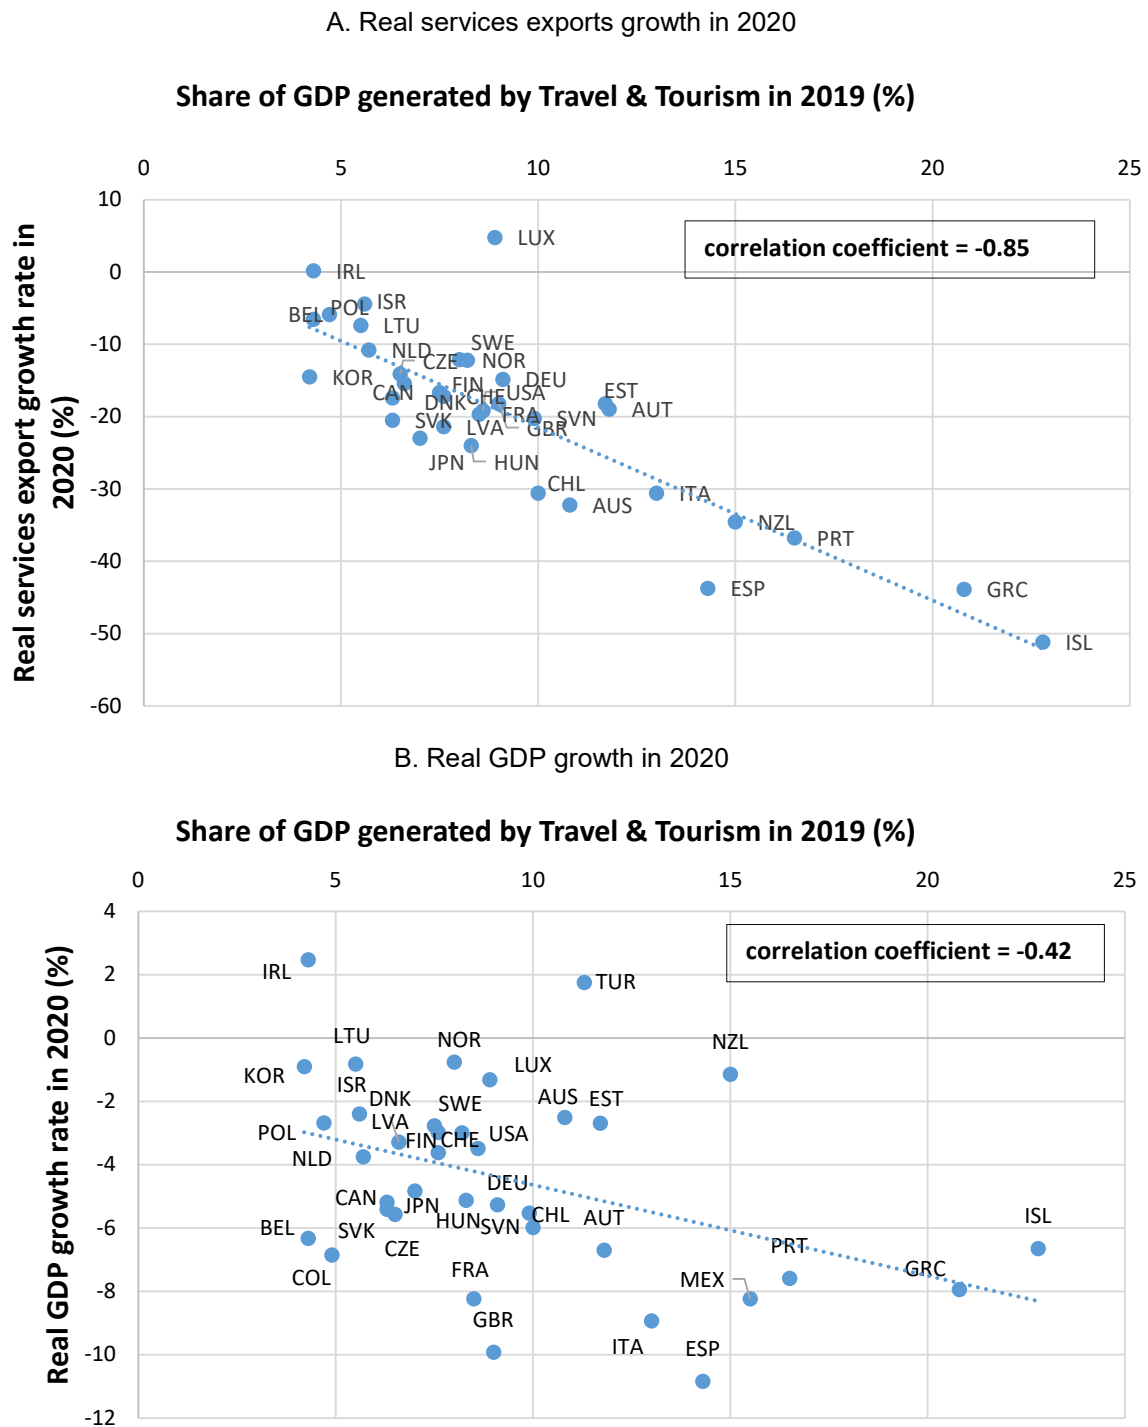 A. Real services exports growth in 2020
Share of GDP generated by Travel & Tourism in 2019 (%)
0 5 10 15 20 25
Real services export growth rate in
2020 (%)
10
0
-10
-20
-30
-40
-50
-60
correlation coefficient = -0.85
LUX
IRL
ISR
POL
BEL
LTU
SWE
NLD
CZE
NOR
KOR
CAN
FIN
DEU
DNK
CHE
USA
EST
AUT
SVK
LVA
FRA
GBR
SVN
JPN
HUN
CHL
AUS
ITA
NZL
PRT
ESP
GRC
ISL
B. Real GDP growth in 2020
Share of GDP generated by Travel & Tourism in 2019 (%)
0 5 10 15 20 25
Real GDP growth rate in 2020 (%)
4
2
0
-2
-4
-6
-8
-10
-12
correlation coefficient = -0.42
IRL
TUR
LTU
NOR
NZL
KOR
ISR
LUX
DNK
SWE
AUS
EST
POL
LVA
FIN
CHE
USA
NLD
CAN
JPN
DEU
HUN
SVN
CHL
AUT
ISL
BEL
SVK
CZE
PRT
COL
FRA
MEX
GRC
GBR
ITA
ESP